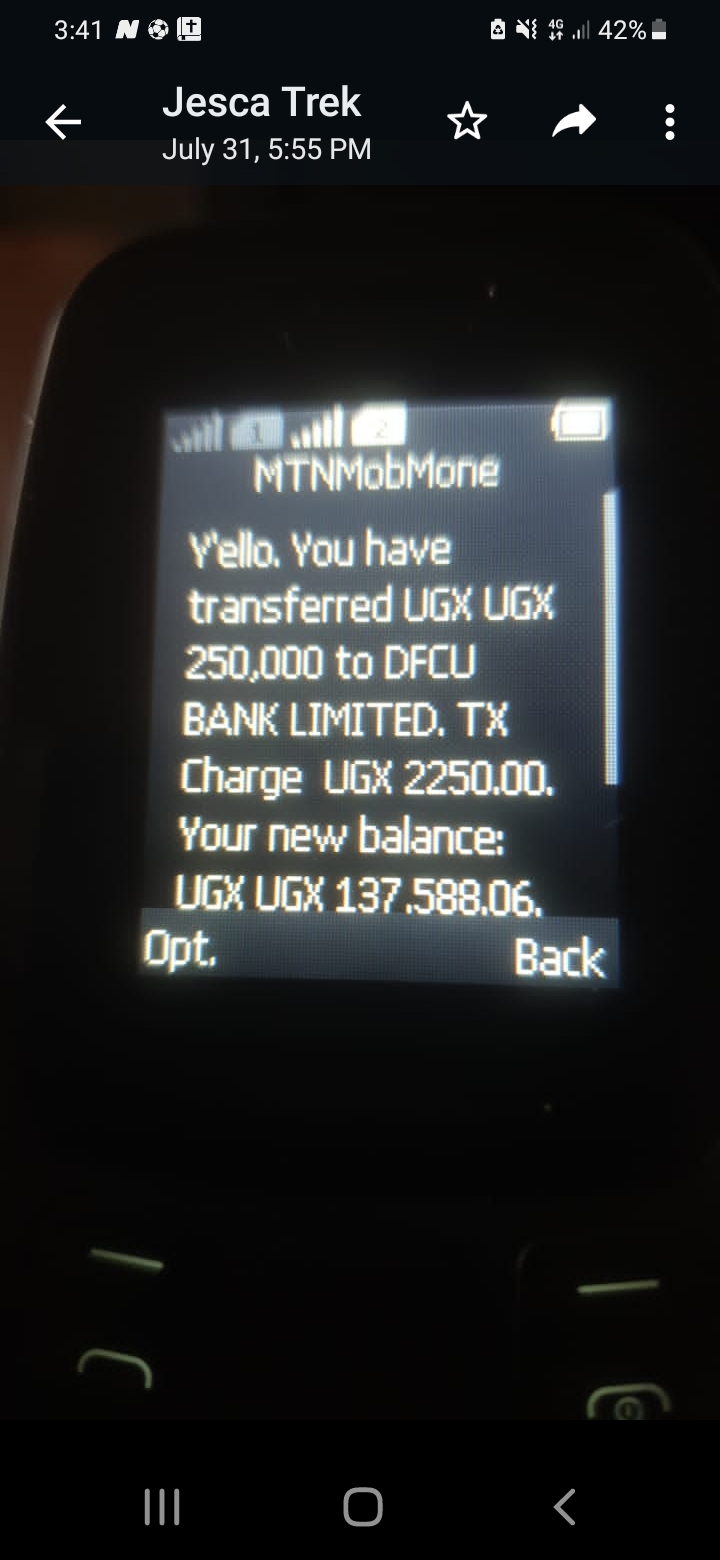 3:41 N 4G 42%
Jesca Trek
July 31, 5:55 PM
1 2
MTNMobMone
Y'ello. You have
transferred UGX UGX
250,000 to DFCU
BANK LIMITED. TX
Charge UGX 2250.00.
Your new balance:
UGX UGX 137,588.06.
Opt. Back